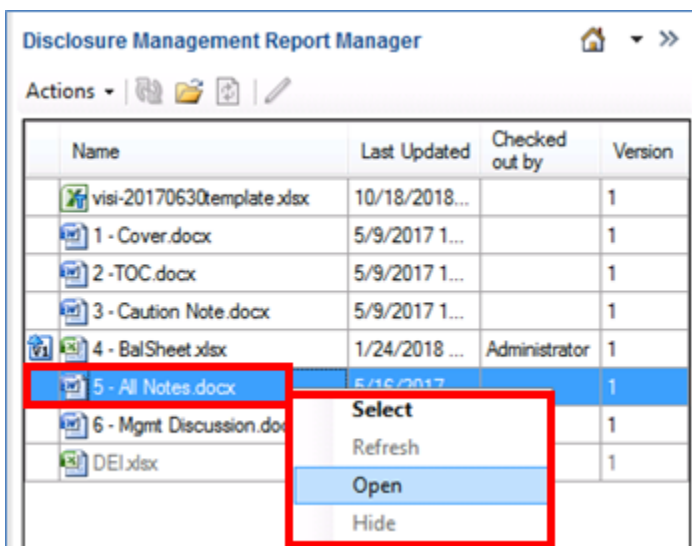 Disclosure Management Report Manager
Actions
Name Last Updated Checked out by Version
visi-20170630template.xlsx 10/18/2018... 1
1 - Cover.docx 5/9/2017 1... 1
2 -TOC.docx 5/9/2017 1... 1
3 - Caution Note.docx 5/9/2017 1... 1
V1 4 - BalSheet.xlsx 1/24/2018 ... Administrator 1
5 - All Notes.docx 5/16/2017 1
Select
6 - Mgmt Discussion.doc 1
Refresh
DEI.xlsx 1
Open
Hide